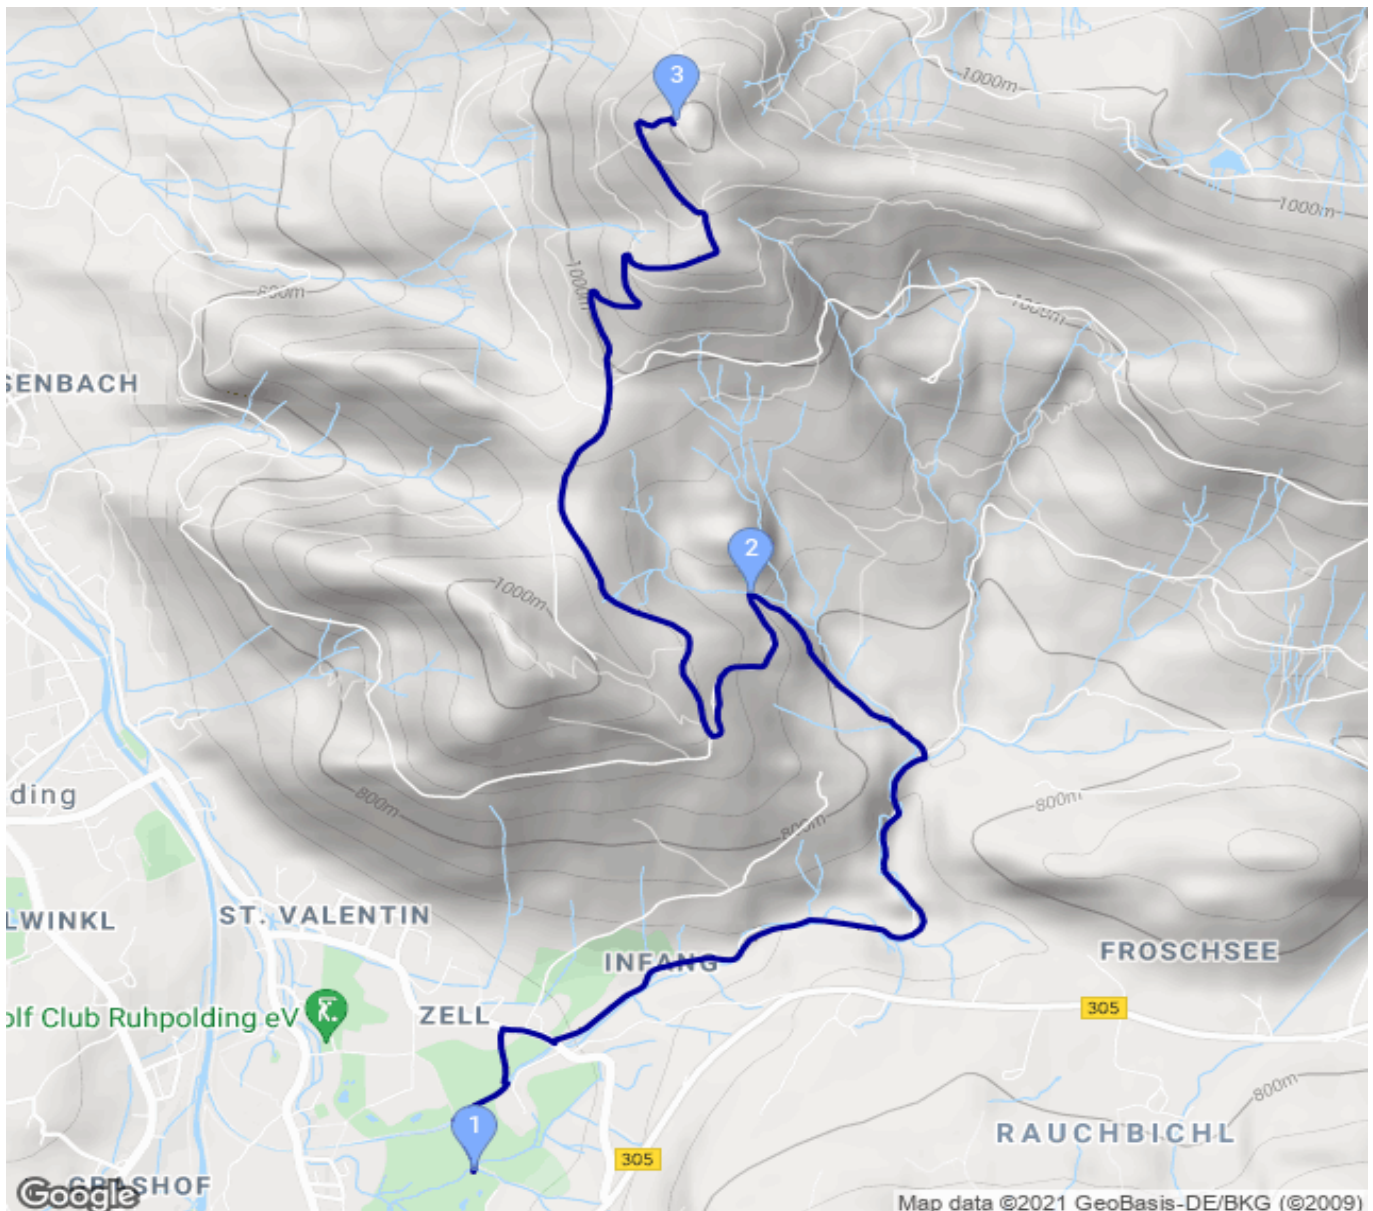 3
1000m
1000m
1000m
800m
1000m
SENBACH
2
1000m
ding
800m
800m
800m
LWINKL
ST. VALENTIN
INFANG
FROSCHSEE
olf Club Ruhpolding eV
ZELL
305
800m
1
RAUCHBICHL
305
GRASHOF
Google
Map data ©2021 GeoBasis-DE/BKG (©2009)